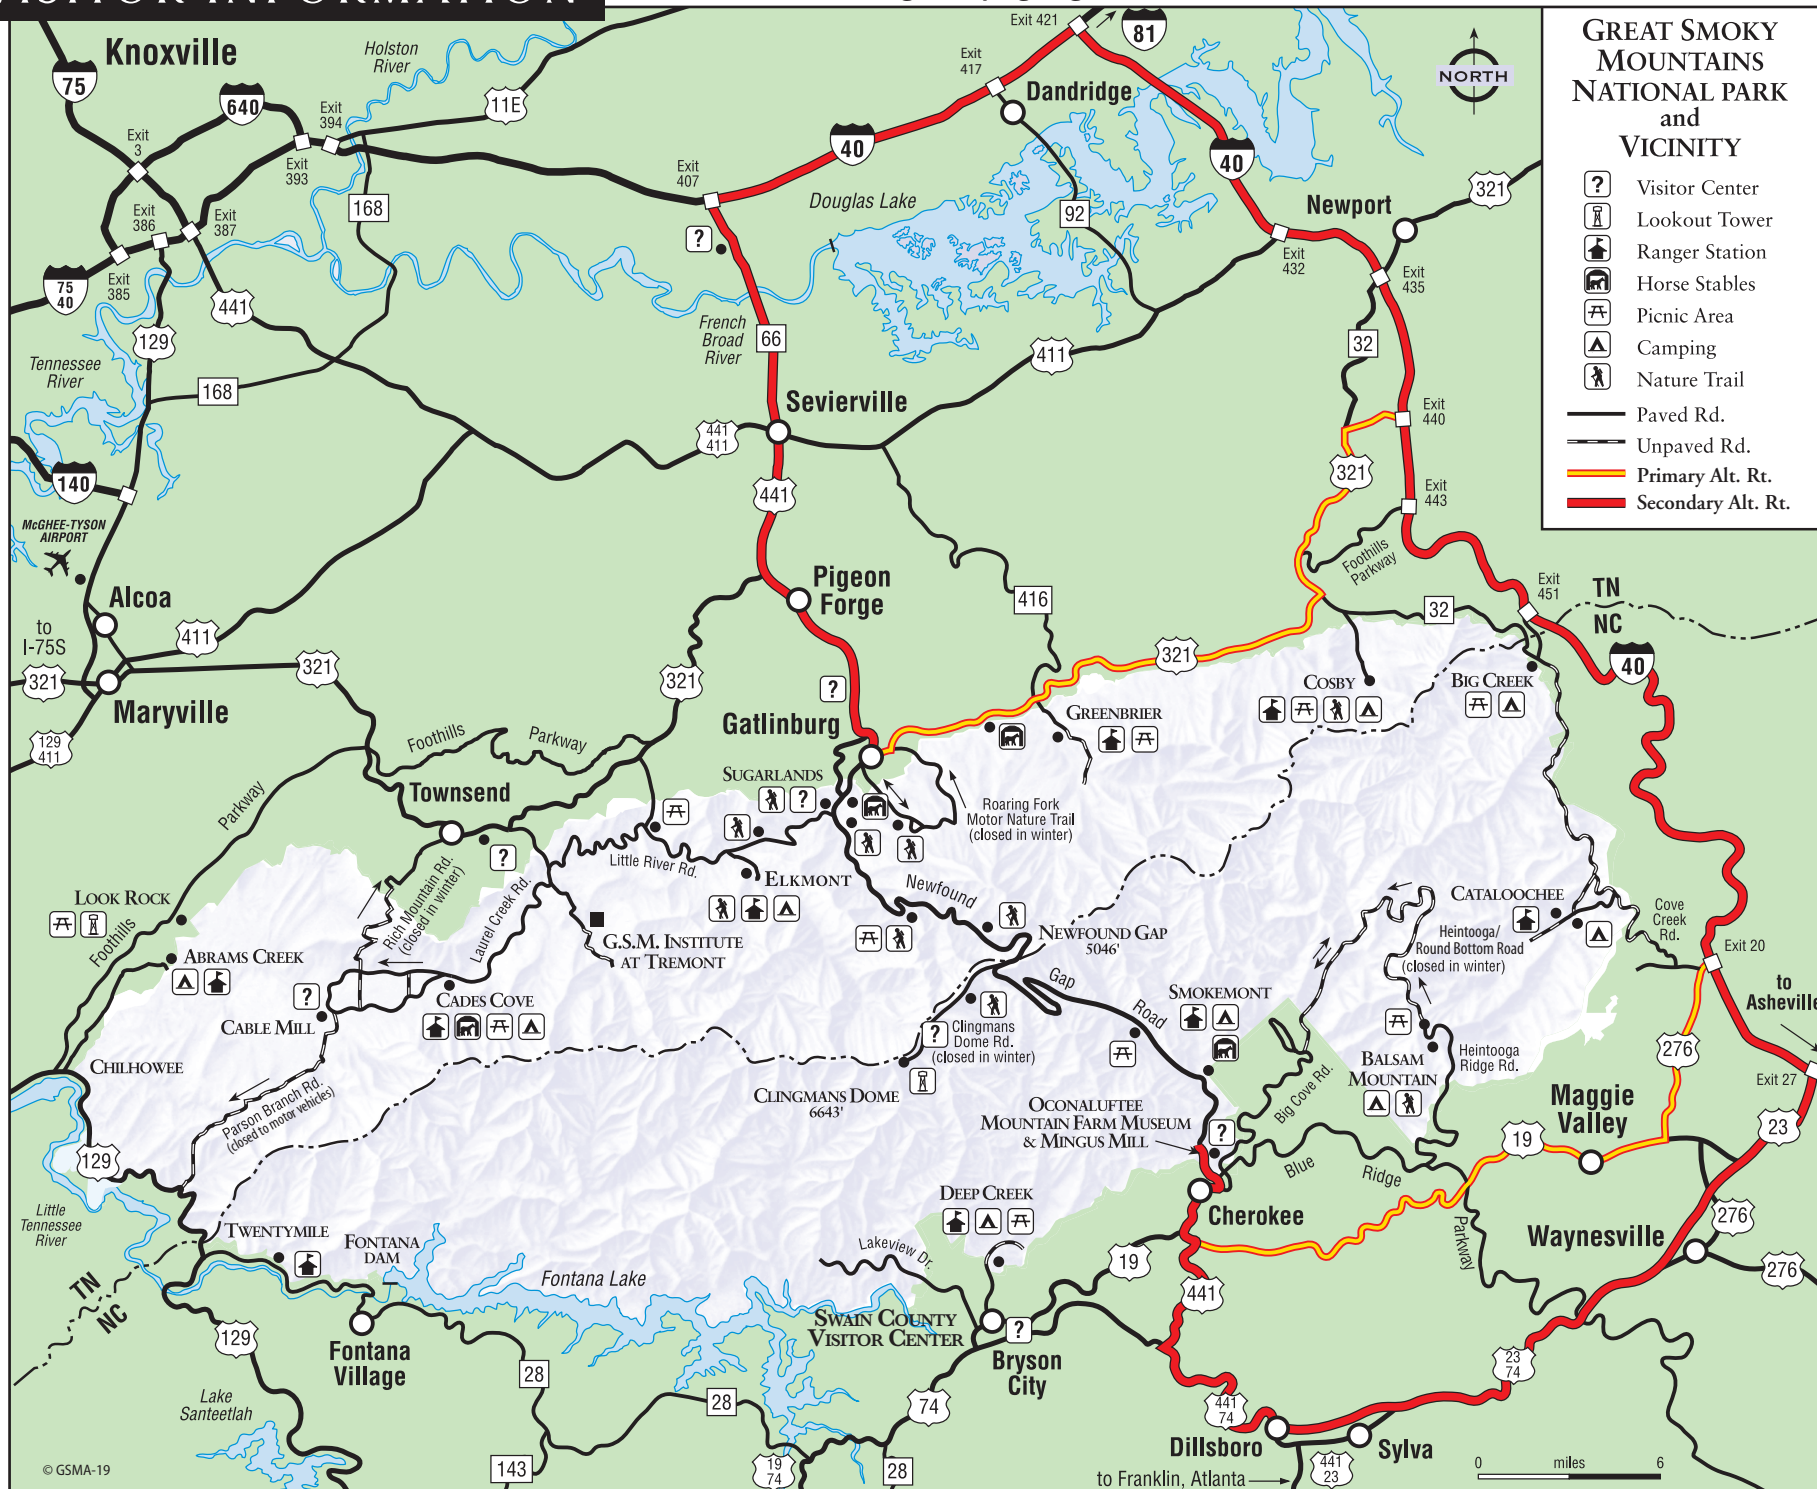 VISITOR INFORMATION
GREAT SMOKY
MOUNTAINS
NATIONAL PARK
and
VICINITY
Visitor Center
Lookout Tower
Ranger Station
Horse Stables
Picnic Area
Camping
Nature Trail
Paved Rd.
Unpaved Rd.
Primary Alt. Rt.
Secondary Alt. Rt.
NORTH
Knoxville
Holston
River
75
640
Exit
3
Exit
394
11E
Exit
393
Exit
386
Exit
387
Exit
385
75
40
168
441
129
Tennessee
River
168
140
McGHEE-TYSON
AIRPORT
Alcoa
to
I-75S
411
321
321
Maryville
129
411
Exit 421
81
Exit
417
Dandridge
40
40
Exit
407
Douglas Lake
92
Newport
321
Exit
432
Exit
435
French
Broad
River
66
411
32
Sevierville
441
411
441
Exit
440
321
Exit
443
Foothills
Parkway
Pigeon
Forge
416
32
Exit
451
TN
NC
40
321
321
Gatlinburg
Foothills
Parkway
Townsend
Parkway
Foothills
LOOK ROCK
ABRAMS CREEK
Rich Mountain Rd.
(closed in winter)
Laurel Creek Rd.
CABLE MILL
CADES COVE
G.S.M. INSTITUTE
AT TREMONT
Little River Rd.
SUGARLANDS
ELKMONT
Roaring Fork
Motor Nature Trail
(closed in winter)
GREENBRIER
COSBY
BIG CREEK
Newfound
Gap
Road
NEWFOUND GAP
5046'
Clingmans
Dome Rd.
(closed in winter)
CLINGMANS DOME
6643'
SMOKEMONT
OCONALUFTEE
MOUNTAIN FARM MUSEUM
& MINGUS MILL
Big Cove Rd.
CATALOOCHEE
Cove
Creek
Rd.
Heintooga/
Round Bottom Road
(closed in winter)
Heintooga
Ridge Rd.
BALSAM
MOUNTAIN
Exit 20
to
Asheville
Exit 27
276
23
Maggie
Valley
19
Blue
Ridge
Parkway
Waynesville
276
276
CHILHOWEE
Parson Branch Rd.
(closed to motor vehicles)
129
Little
Tennessee
River
TWENTYMILE
FONTANA
DAM
TN
NC
Fontana Lake
Fontana
Village
129
Lake
Santeetlah
28
28
143
19
74
28
74
DEEP CREEK
Lakeview Dr.
SWAIN COUNTY
VISITOR CENTER
Bryson
City
19
Cherokee
441
441
74
23
74
Dillsboro
Sylva
441
23
to Franklin, Atlanta
0 miles 6
© GSMA-19